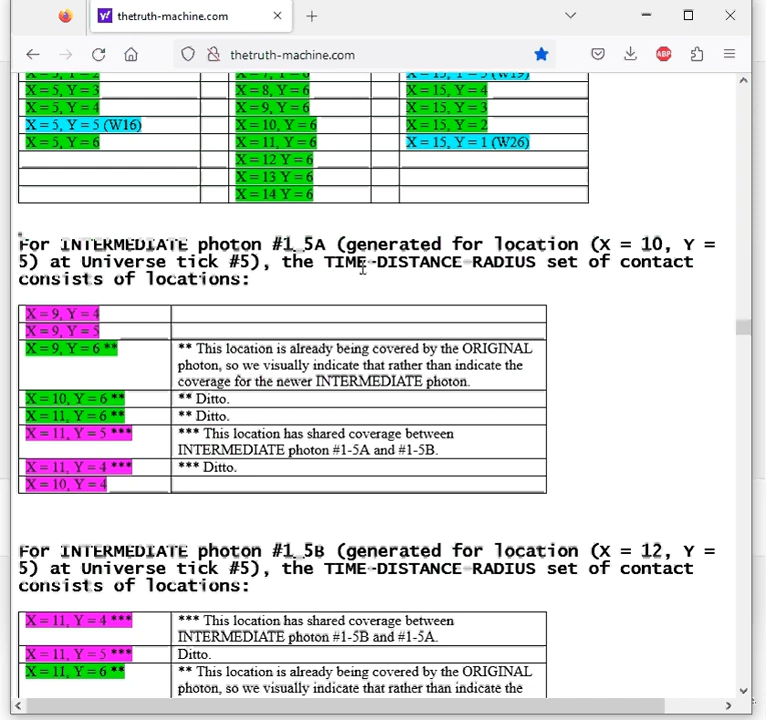 thetruth-machine.com
thetruth-machine.com
ABP
X = 5, Y = 2 X = 7, Y = 6 X = 15, Y = 5 (W19)
X = 5, Y = 3 X = 8, Y = 6 X = 15, Y = 4
X = 5, Y = 4 X = 9, Y = 6 X = 15, Y = 3
X = 5, Y = 5 (W16) X = 10, Y = 6 X = 15, Y = 2
X = 5, Y = 6 X = 11, Y = 6 X = 15, Y = 1 (W26)
X = 12 Y = 6
X = 13 Y = 6
X = 14 Y = 6
For INTERMEDIATE photon #1_5A (generated for location (X = 10, Y =
5) at Universe tick #5), the TIME-DISTANCE-RADIUS set of contact
consists of locations:
X = 9, Y = 4
X = 9, Y = 5
X = 9, Y = 6 ** ** This location is already being covered by the ORIGINAL
photon, so we visually indicate that rather than indicate the
coverage for the newer INTERMEDIATE photon.
X = 10, Y = 6 ** ** Ditto.
X = 11, Y = 6 ** ** Ditto.
X = 11, Y = 5 *** *** This location has shared coverage between
INTERMEDIATE photon #1-5A and #1-5B.
X = 11, Y = 4 *** *** Ditto.
X = 10, Y = 4
For INTERMEDIATE photon #1_5B (generated for location (X = 12, Y =
5) at Universe tick #5), the TIME-DISTANCE-RADIUS set of contact
consists of locations:
X = 11, Y = 4 *** *** This location has shared coverage between
INTERMEDIATE photon #1-5B and #1-5A.
X = 11, Y = 5 *** Ditto.
X = 11, Y = 6 ** ** This location is already being covered by the ORIGINAL
photon, so we visually indicate that rather than indicate the